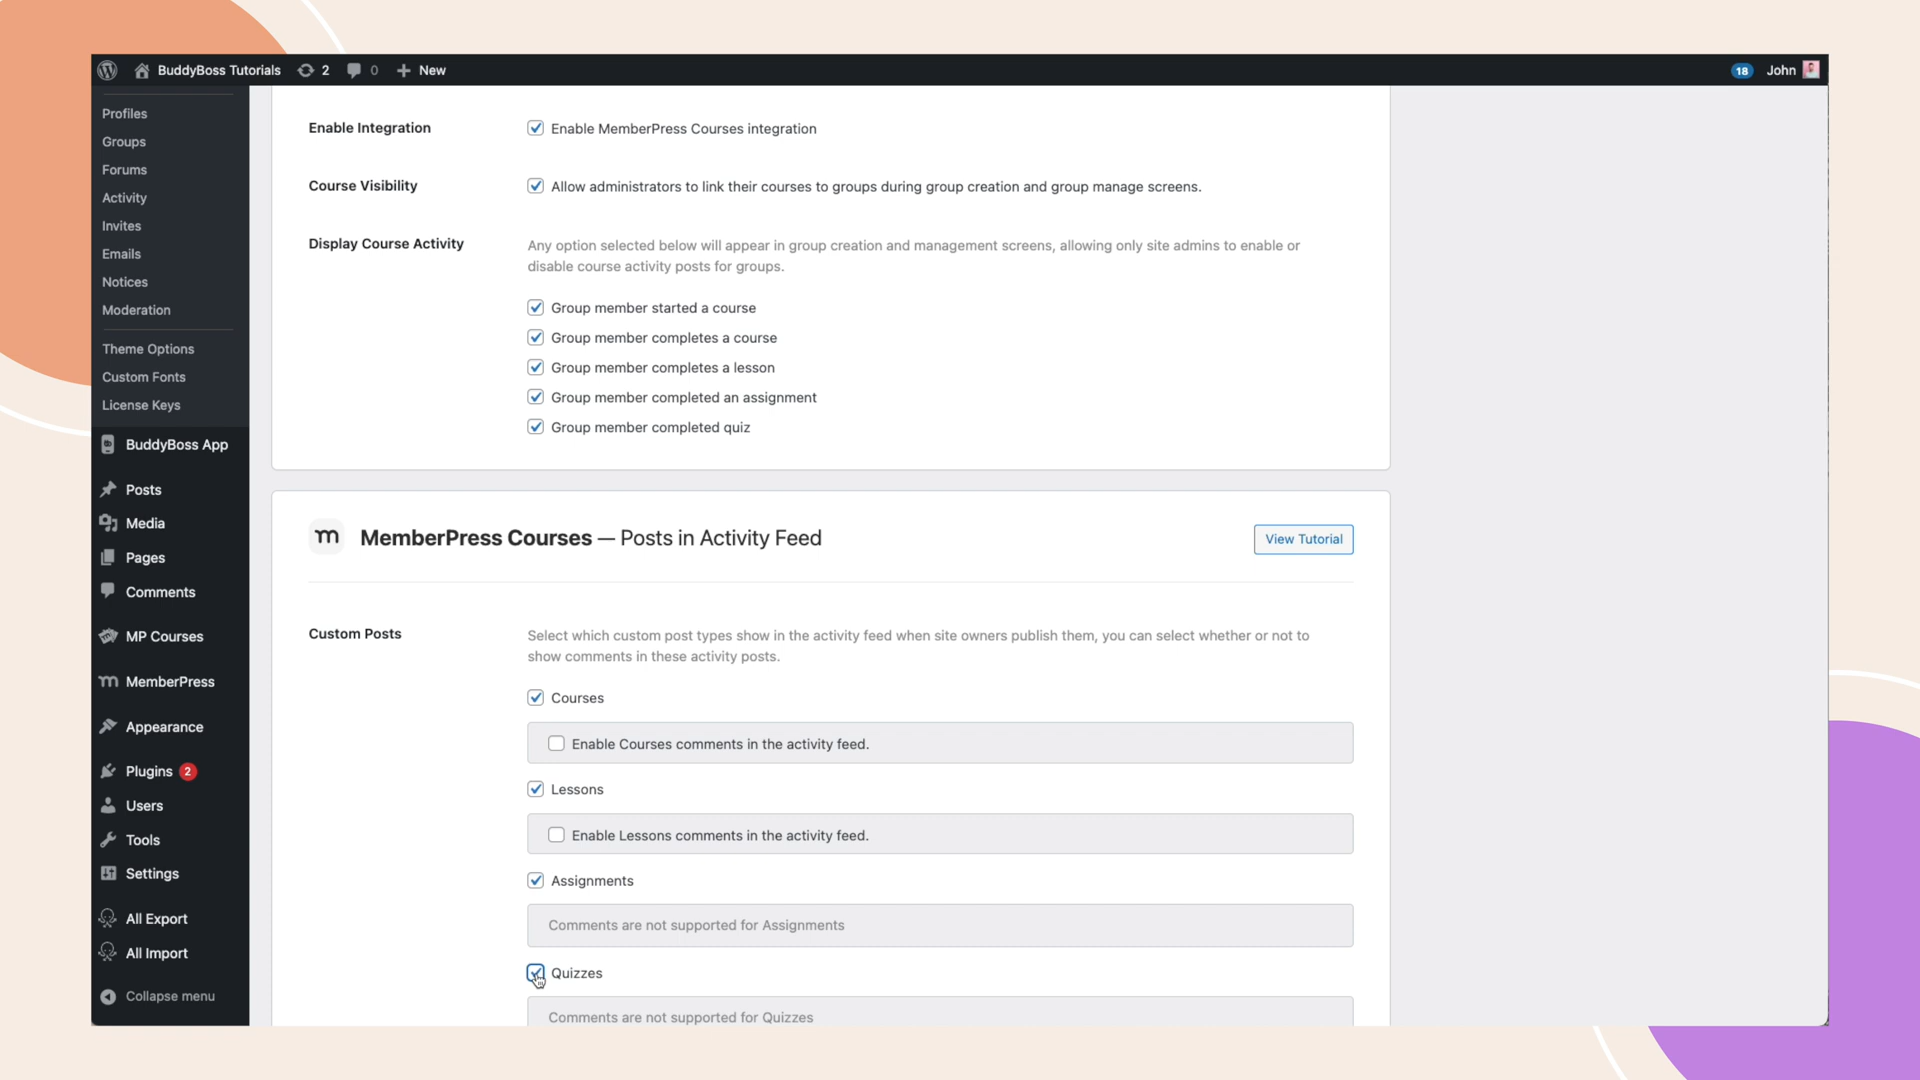 BuddyBoss Tutorials 2 0 New 18 John
Profiles
Groups
Forums
Activity
Invites
Emails
Notices
Moderation
Theme Options
Custom Fonts
License Keys
BuddyBoss App
Posts
Media
Pages
Comments
MP Courses
MemberPress
Appearance
Plugins 2
Users
Tools
Settings
All Export
All Import
Collapse menu
Enable Integration
Enable MemberPress Courses integration
Course Visibility
Allow administrators to link their courses to groups during group creation and group manage screens.
Display Course Activity
Any option selected below will appear in group creation and management screens, allowing only site admins to enable or
disable course activity posts for groups.
Group member started a course
Group member completes a course
Group member completes a lesson
Group member completed an assignment
Group member completed quiz
m MemberPress Courses — Posts in Activity Feed
View Tutorial
Custom Posts
Select which custom post types show in the activity feed when site owners publish them, you can select whether or not to
show comments in these activity posts.
Courses
Enable Courses comments in the activity feed.
Lessons
Enable Lessons comments in the activity feed.
Assignments
Comments are not supported for Assignments
Quizzes
Comments are not supported for Quizzes